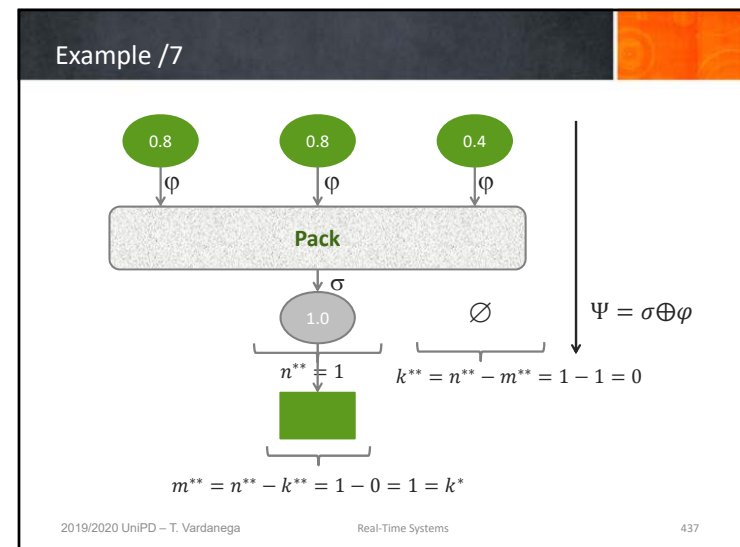 Example /7
0.8 0.8 0.4
φ φ φ
Pack
σ
1.0 ∅ Ψ = σ⊕φ
n** = 1 k** = n** − m** = 1 − 1 = 0
m** = n** − k** = 1 − 0 = 1 = k*
2019/2020 UniPD – T. Vardanega Real-Time Systems 437